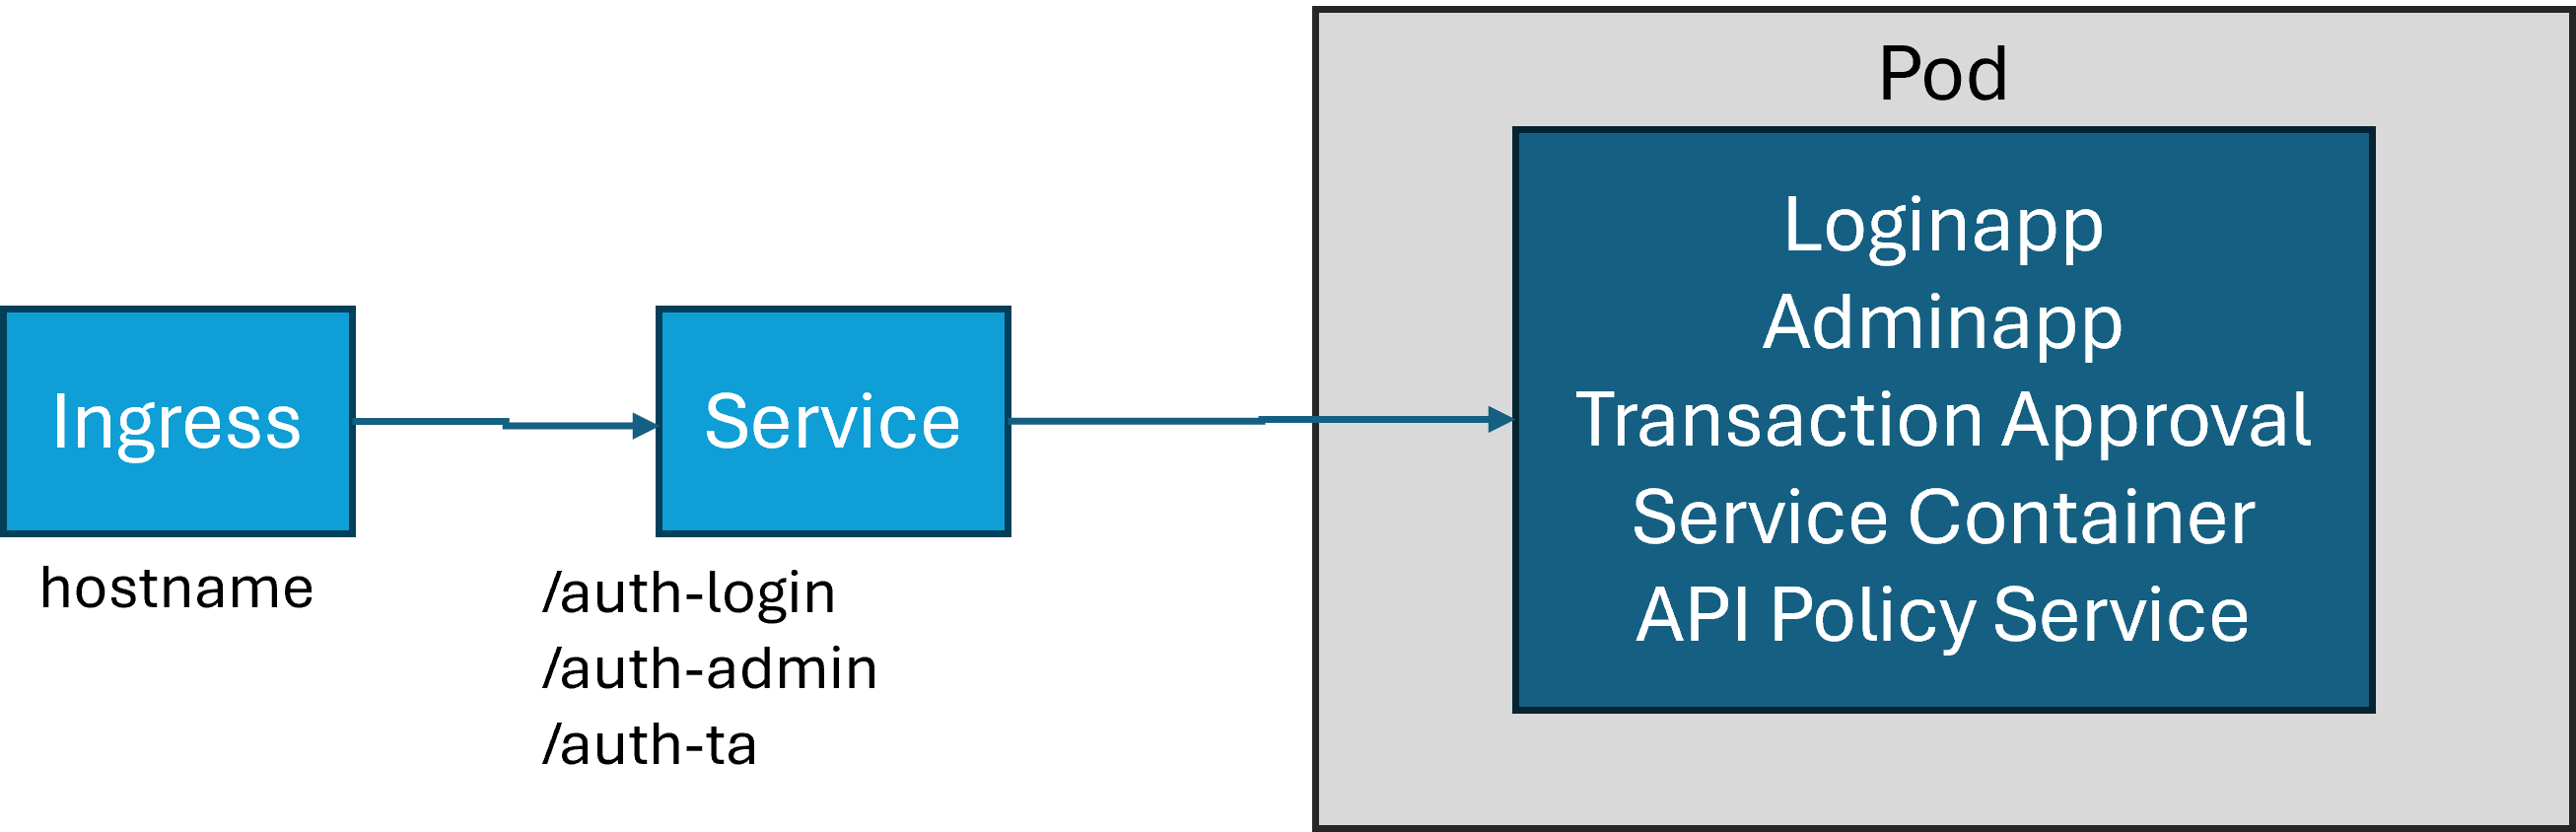 Pod
Loginapp
Adminapp
Transaction Approval
Service Container
API Policy Service
Ingress
Service
hostname
/auth-login
/auth-admin
/auth-ta